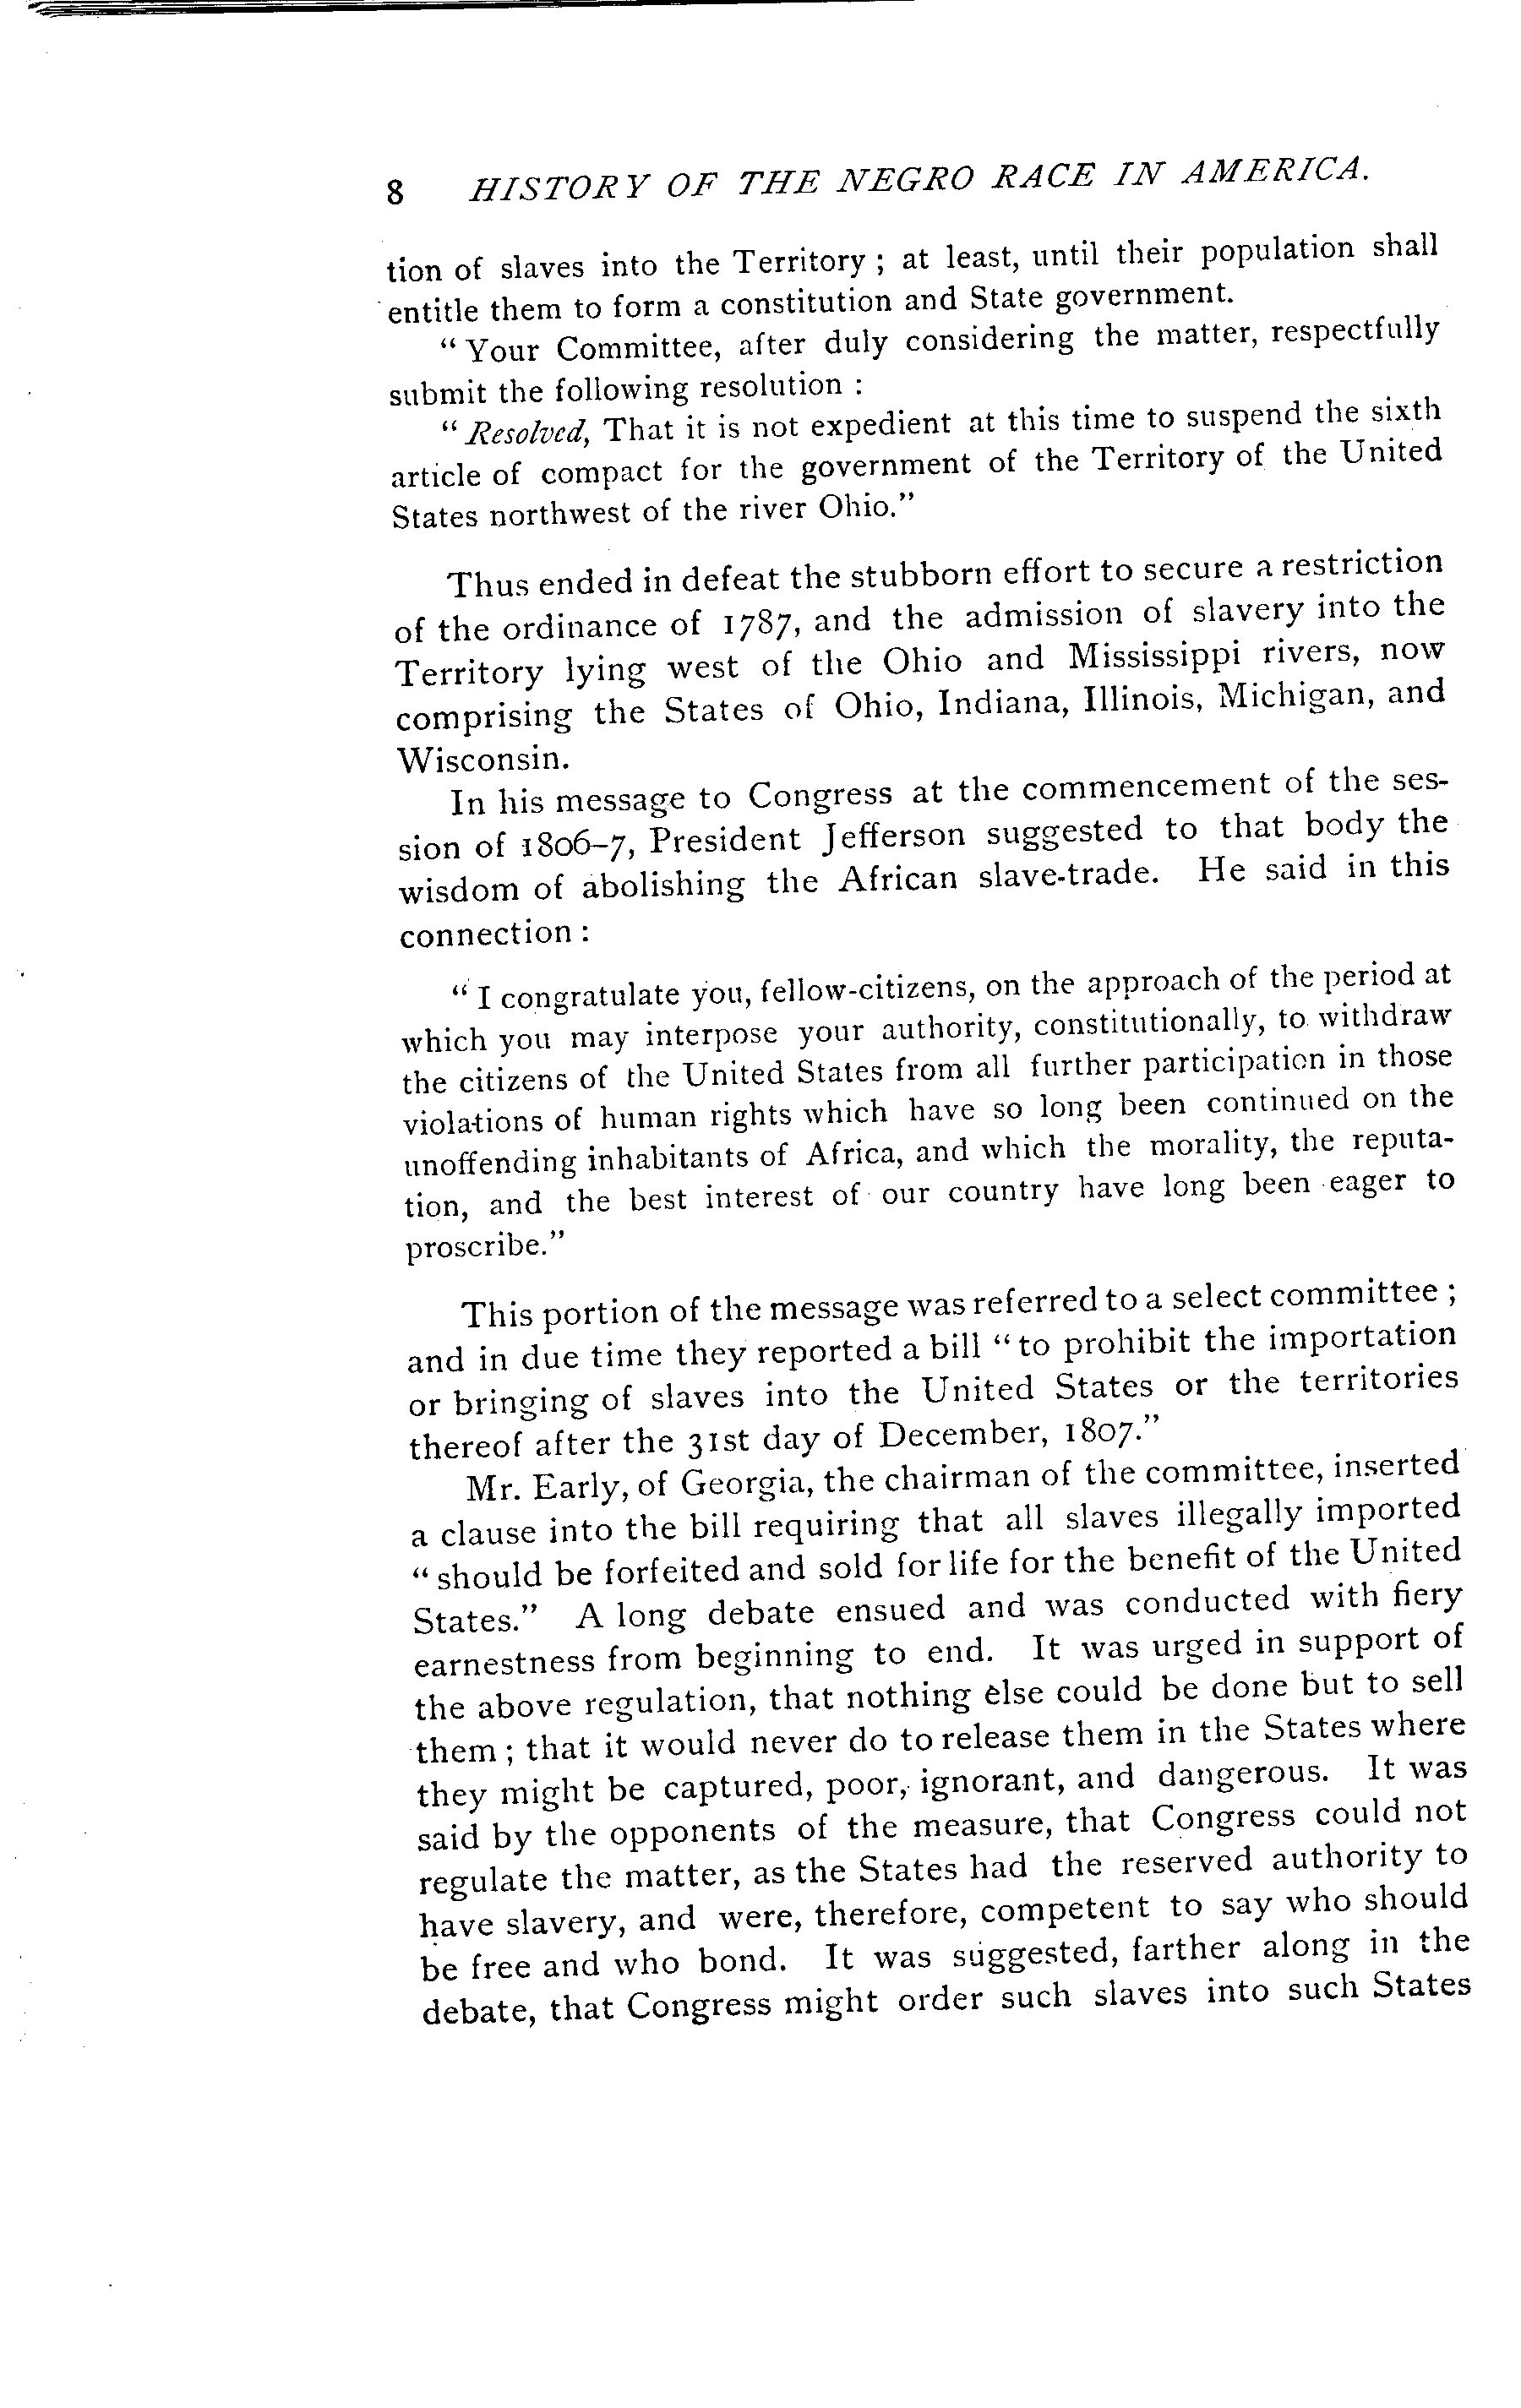 8 HISTORY OF THE NEGRO RACE IN AMERICA.
tion of slaves into the Territory ; at least, until their population shall
entitle them to form a constitution and State government.
“ Your Committee, after duly considering the matter, respectfully
submit the following resolution :
“ Resolved, That it is not expedient at this time to suspend the sixth
article of compact for the government of the Territory of the United
States northwest of the river Ohio.”
Thus ended in defeat the stubborn effort to secure a restriction
of the ordinance of 1787, and the admission of slavery into the
Territory lying west of the Ohio and Mississippi rivers, now
comprising the States of Ohio, Indiana, Illinois, Michigan, and
Wisconsin.
In his message to Congress at the commencement of the ses-
sion of 1806–7, President Jefferson suggested to that body the
wisdom of abolishing the African slave-trade. He said in this
connection :
“ I congratulate you, fellow-citizens, on the approach of the period at
which you may interpose your authority, constitutionally, to withdraw
the citizens of the United States from all further participation in those
violations of human rights which have so long been continued on the
unoffending inhabitants of Africa, and which the morality, the reputa-
tion, and the best interest of our country have long been eager to
proscribe.”
This portion of the message was referred to a select committee ;
and in due time they reported a bill “ to prohibit the importation
or bringing of slaves into the United States or the territories
thereof after the 31st day of December, 1807.”
Mr. Early, of Georgia, the chairman of the committee, inserted
a clause into the bill requiring that all slaves illegally imported
“ should be forfeited and sold for life for the benefit of the United
States.” A long debate ensued and was conducted with fiery
earnestness from beginning to end. It was urged in support of
the above regulation, that nothing else could be done but to sell
them ; that it would never do to release them in the States where
they might be captured, poor, ignorant, and dangerous. It was
said by the opponents of the measure, that Congress could not
regulate the matter, as the States had the reserved authority to
have slavery, and were, therefore, competent to say who should
be free and who bond. It was suggested, farther along in the
debate, that Congress might order such slaves into such States